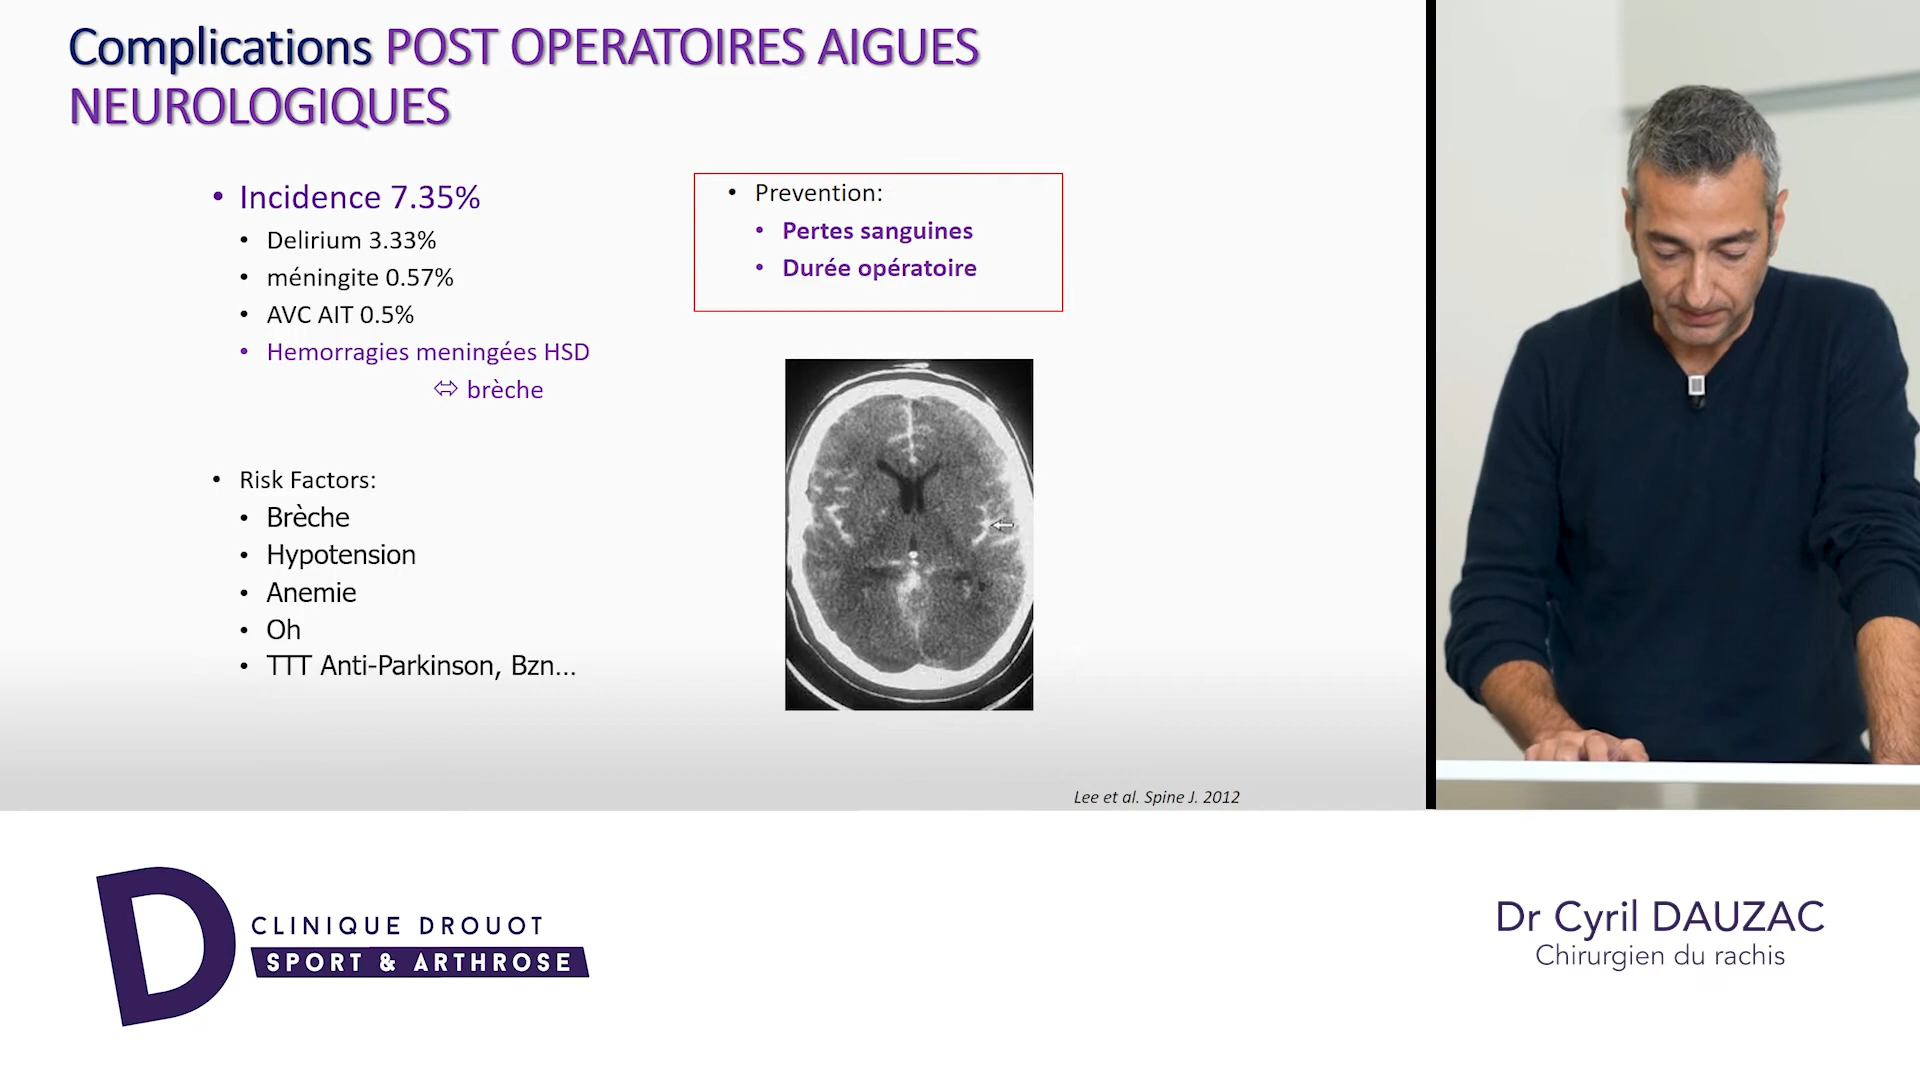 Complications POST OPERATOIRES AIGUES
NEUROLOGIQUES
• Incidence 7.35%
• Delirium 3.33%
• méningite 0.57%
• AVC AIT 0.5%
• Hemorragies meningées HSD
⬄ brèche
• Risk Factors:
• Brèche
• Hypotension
• Anemie
• Oh
• TTT Anti-Parkinson, Bzn...
• Prevention:
• Pertes sanguines
• Durée opératoire
Lee et al. Spine J. 2012
D
CLINIQUE DROUOT
SPORT & ARTHROSE
Dr Cyril DAUZAC
Chirurgien du rachis